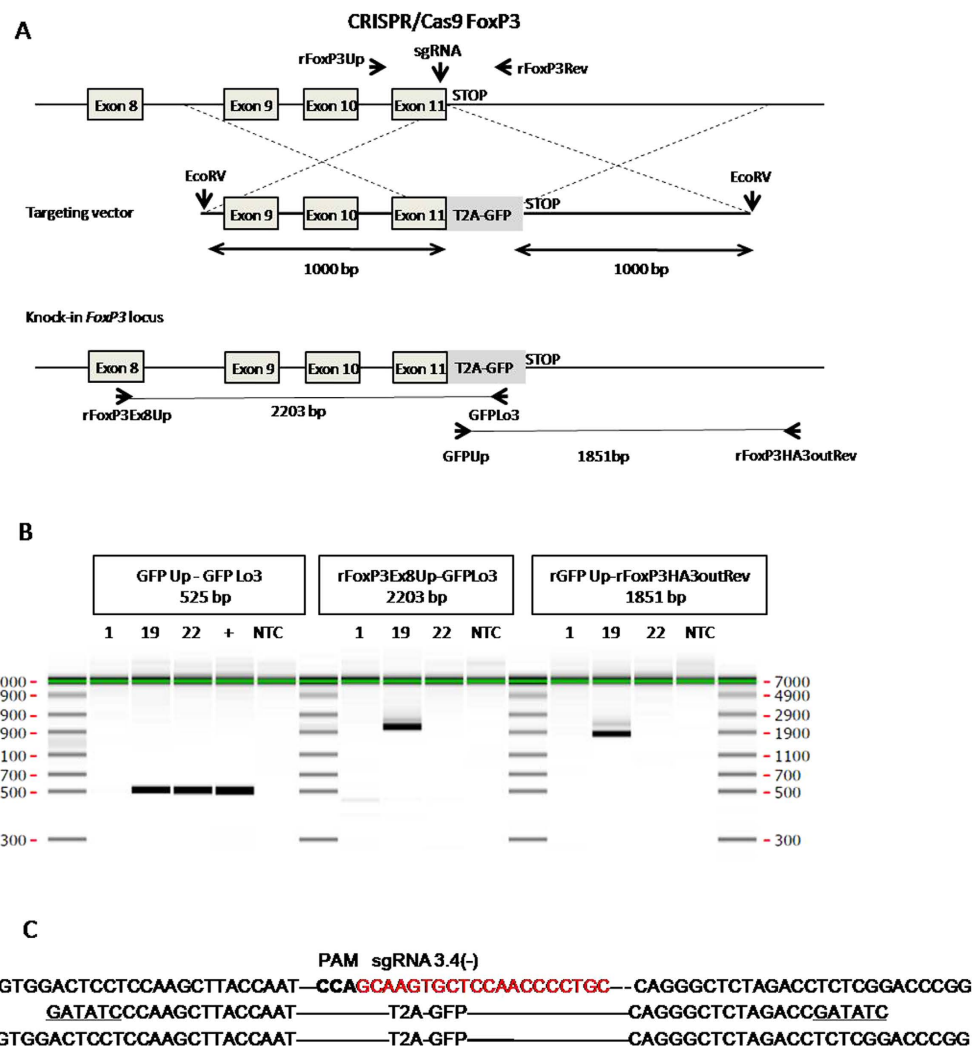 A
CRISPR/Cas9 FoxP3
rFoxP3Up
sgRNA
rFoxP3Rev
Exon 8
Exon 9
Exon 10
Exon 11
STOP
EcoRV
EcoRV
Targeting vector
Exon 9
Exon 10
Exon 11
T2A-GFP
STOP
1000 bp
1000 bp
Knock-in FoxP3 locus
Exon 8
Exon 9
Exon 10
Exon 11
T2A-GFP
STOP
rFoxP3Ex8Up
2203 bp
GFPLo3
GFPUp
1851bp
rFoxP3HA3outRev
B
GFP Up - GFP Lo3
525 bp
rFoxP3Ex8Up-GFPLo3
2203 bp
rGFP Up-rFoxP3HA3outRev
1851 bp
1 19 22 + NTC
1 19 22 NTC
1 19 22 NTC
000
900
900
900
100
700
500
300
7000
4900
2900
1900
1100
700
500
300
C
PAM sgRNA 3.4(-)
GTGGACTCCTCCAAGCTTACCAAT—CCAGCAAGTGCTCCAACCCCTGC--- CAGGGCTCTAGACCTCTCGGACCCGG
GATATCCCAAGCTTACCAAT———T2A-GFP———CAGGGCTCTAGACCGATATC
GTGGACTCCTCCAAGCTTACCAAT———T2A-GFP———CAGGGCTCTAGACCTCTCGGACCCGG